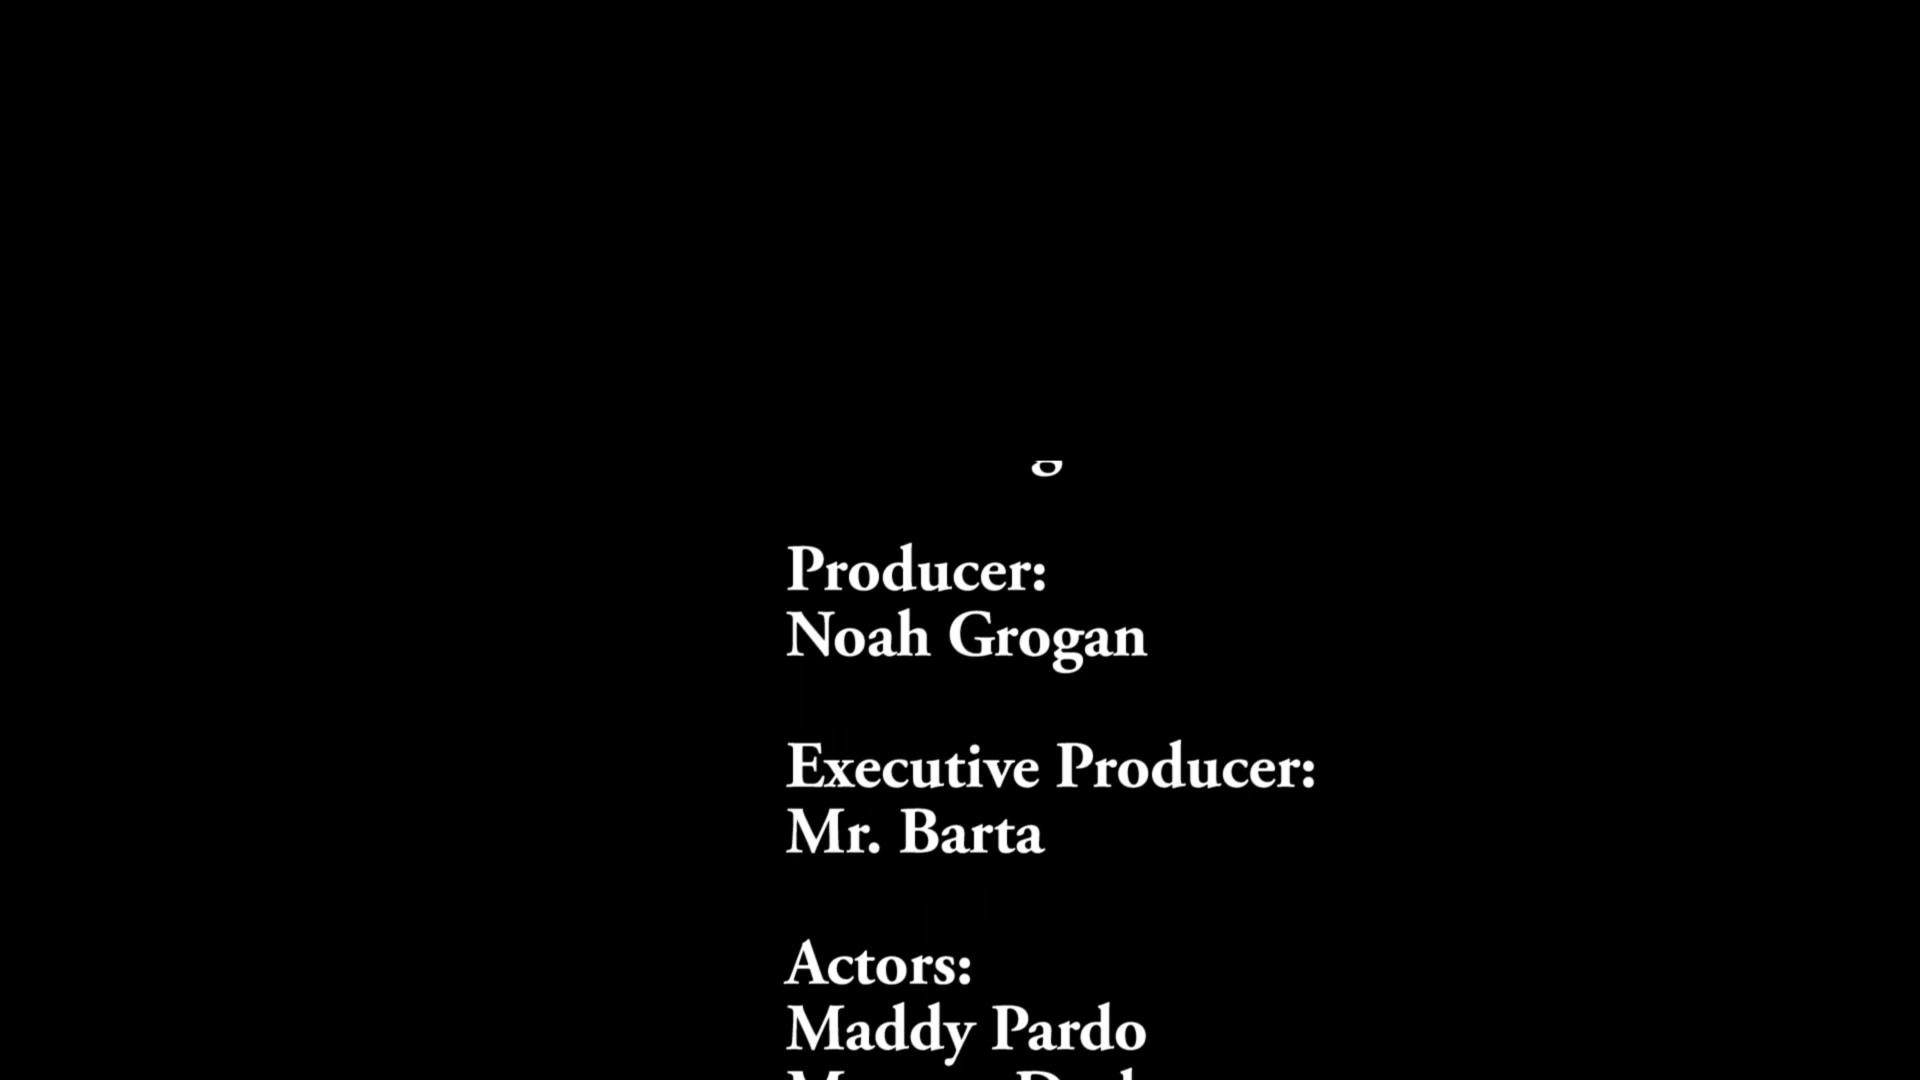 Producer:
Noah Grogan
Executive Producer:
Mr. Barta
Actors:
Maddy Pardo